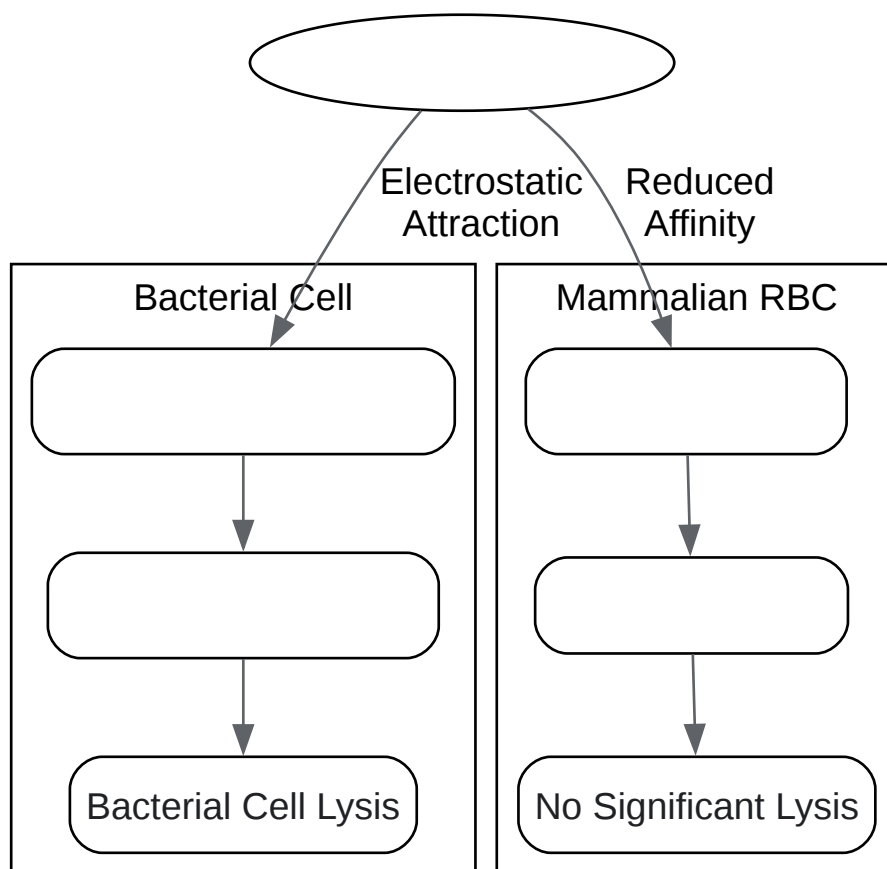 Electrostatic
Attraction
Reduced
Affinity
Bacterial Cell
Mammalian RBC
Bacterial Cell Lysis
No Significant Lysis